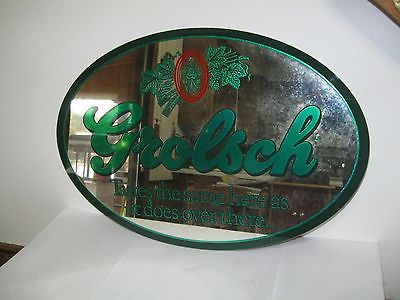 Grolsch
Tastes the same here as
it does over there.